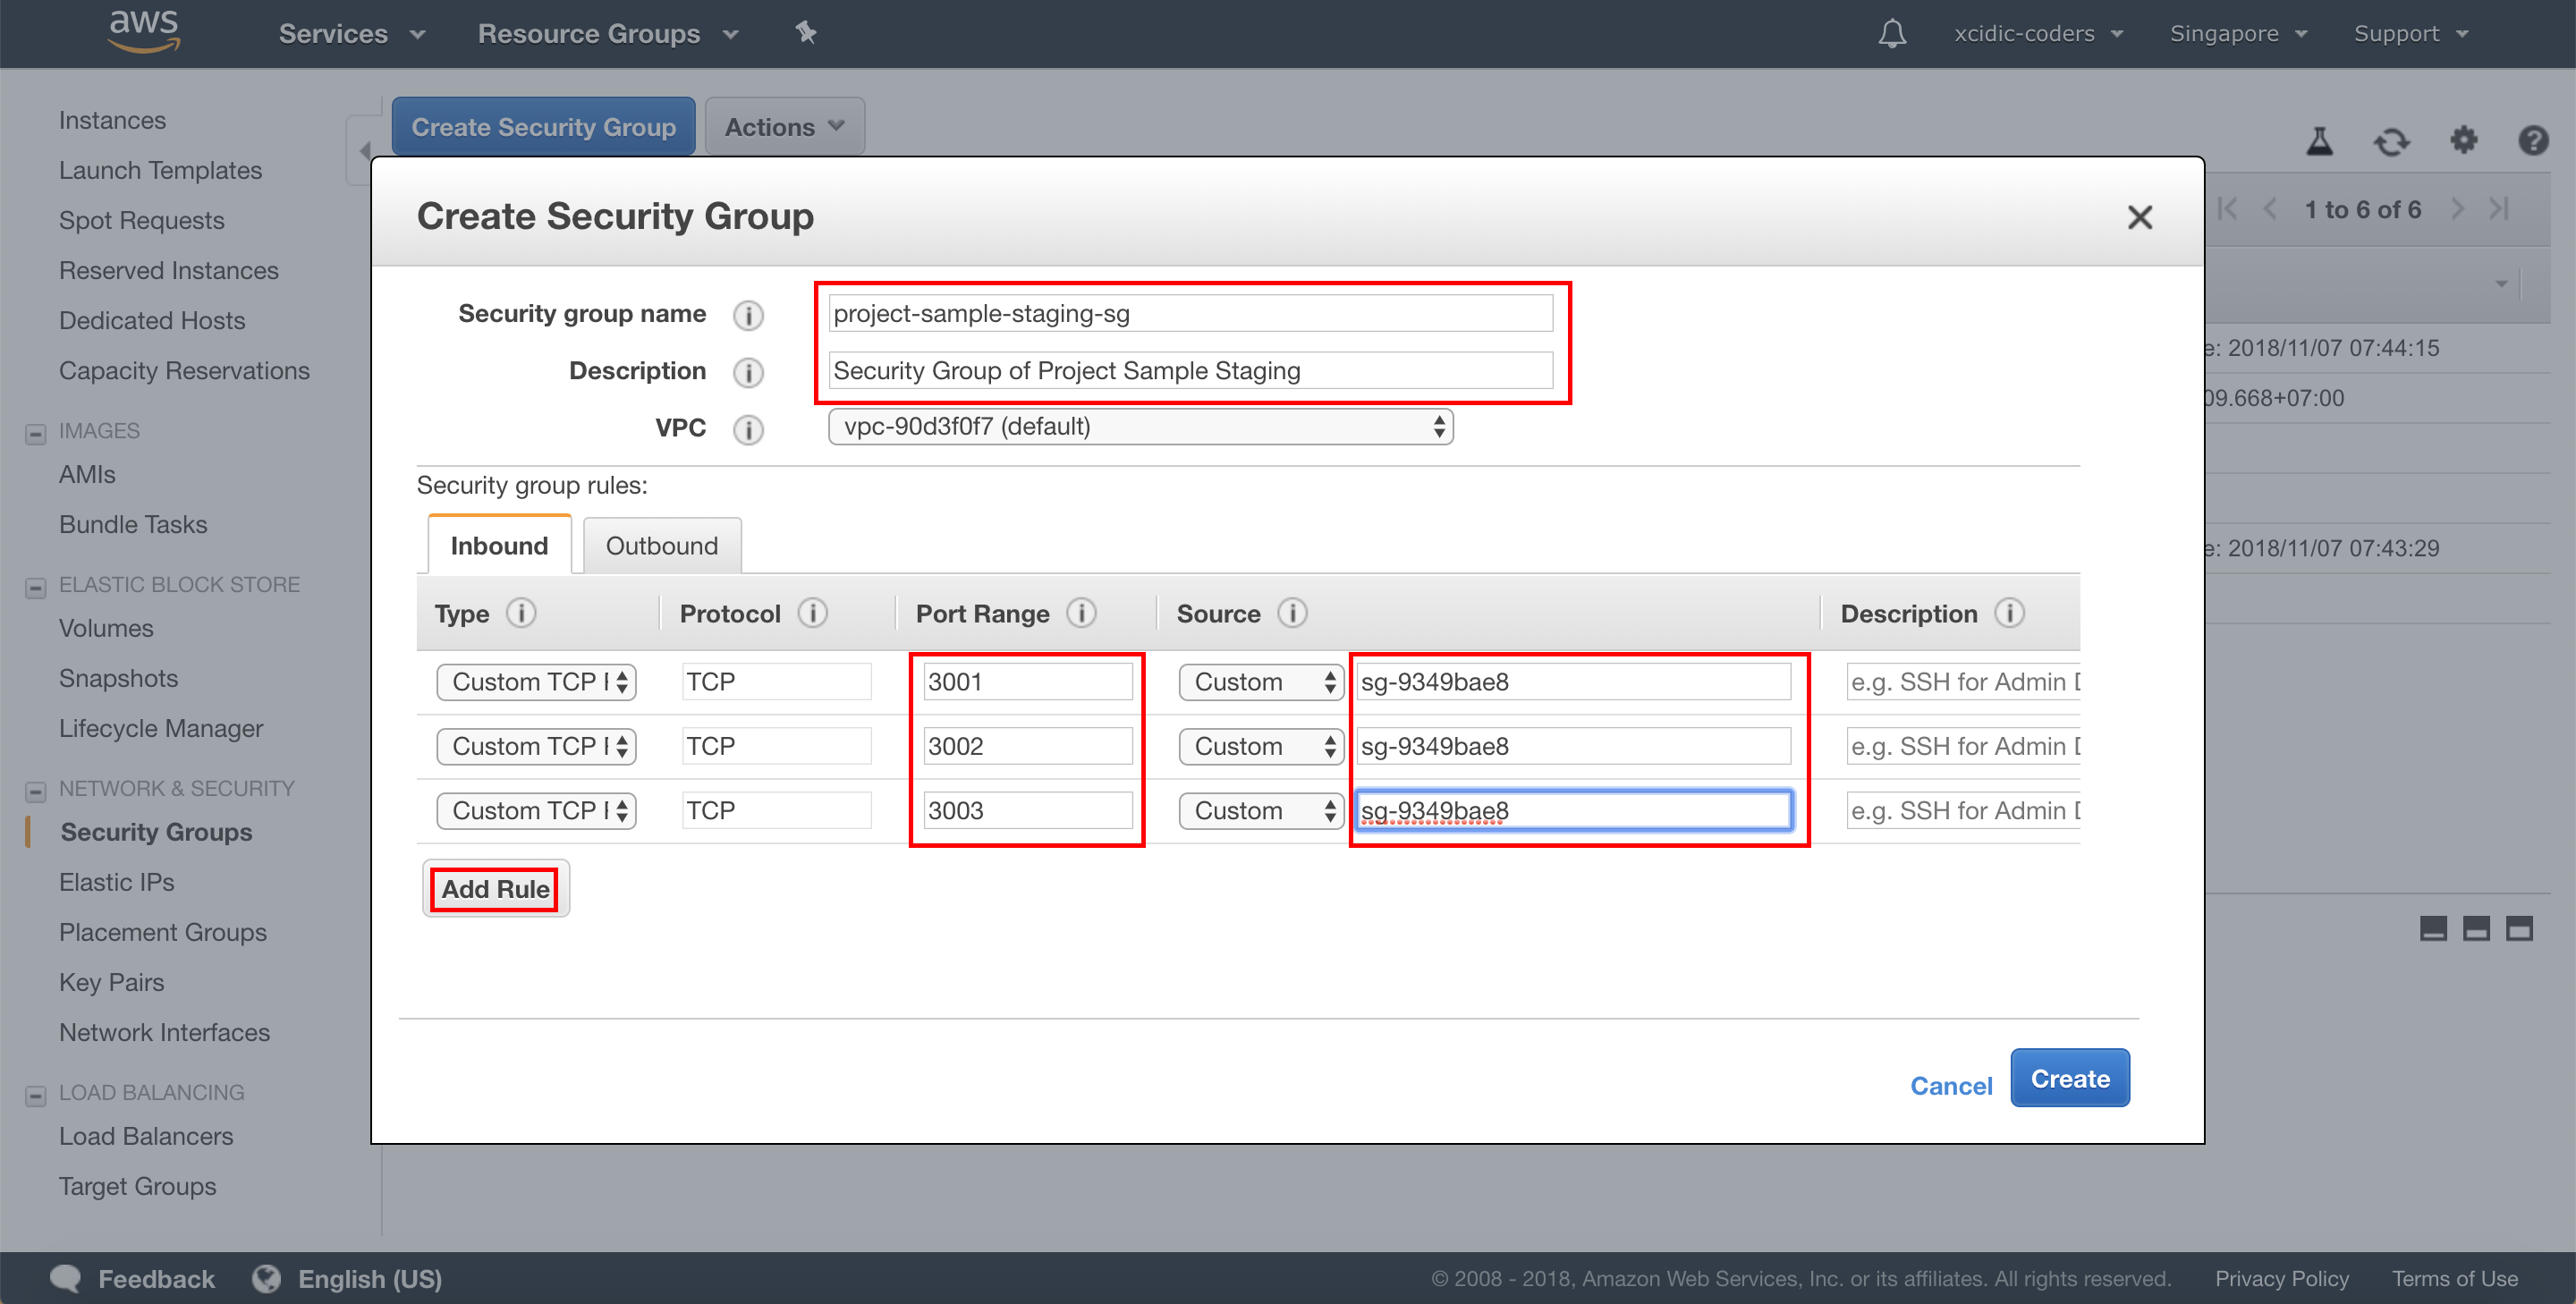 aws Services Resource Groups xcidic-coders Singapore Support
Instances
Launch Templates
Spot Requests
Reserved Instances
Dedicated Hosts
Capacity Reservations
IMAGES
AMIs
Bundle Tasks
ELASTIC BLOCK STORE
Volumes
Snapshots
Lifecycle Manager
NETWORK & SECURITY
Security Groups
Elastic IPs
Placement Groups
Key Pairs
Network Interfaces
LOAD BALANCING
Load Balancers
Target Groups
Create Security Group Actions
1 to 6 of 6
e: 2018/11/07 07:44:15
09.668+07:00
e: 2018/11/07 07:43:29
Create Security Group
Security group name project-sample-staging-sg
Description Security Group of Project Sample Staging
VPC vpc-90d3f0f7 (default)
Security group rules:
Inbound Outbound
Type Protocol Port Range Source Description
Custom TCP TCP 3001 Custom sg-9349bae8 e.g. SSH for Admin D
Custom TCP TCP 3002 Custom sg-9349bae8 e.g. SSH for Admin D
Custom TCP TCP 3003 Custom sg-9349bae8 e.g. SSH for Admin D
Add Rule
Cancel Create
Feedback English (US) © 2008 - 2018, Amazon Web Services, Inc. or its affiliates. All rights reserved. Privacy Policy Terms of Use